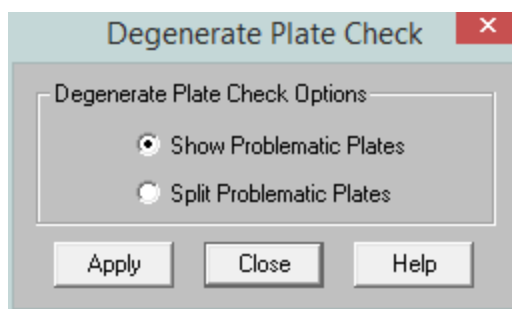 Degenerate Plate Check
Degenerate Plate Check Options
Show Problematic Plates
Split Problematic Plates
Apply Close Help